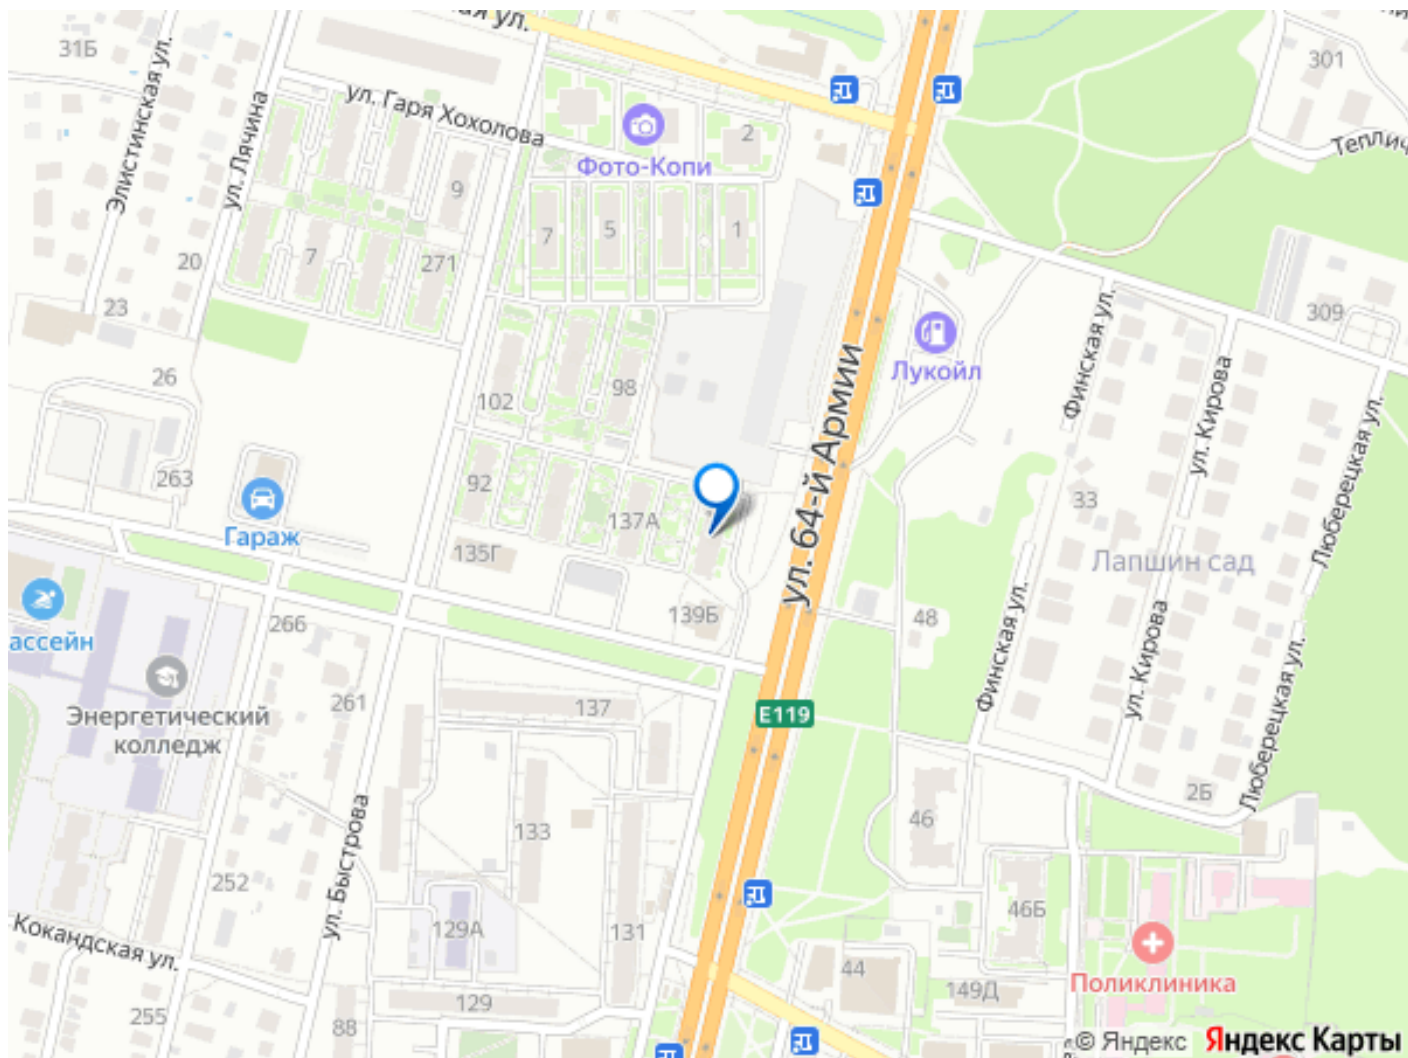 ая ул.
31Б
301
Элистинская ул.
ул. Лячина
ул. Гаря Хохолова
2
Теплич
Фото-Копи
9
7
5
1
7
271
20
23
309
Лукойл
Финская ул.
26
98
102
ул. Кирова
ул. 64-й Армии
Люберецкая ул.
263
92
137А
33
Гараж
135Г
Лапшин сад
ассейн
266
139Б
48
Финская ул.
ул. Кирова
Люберецкая ул.
Энергетический
колледж
261
137
E119
2Б
133
46
ул. Быстрова
252
129А
131
46Б
Кокандская ул.
44
149Д
Поликлиника
129
255
88
© Яндекс Яндекс Карты